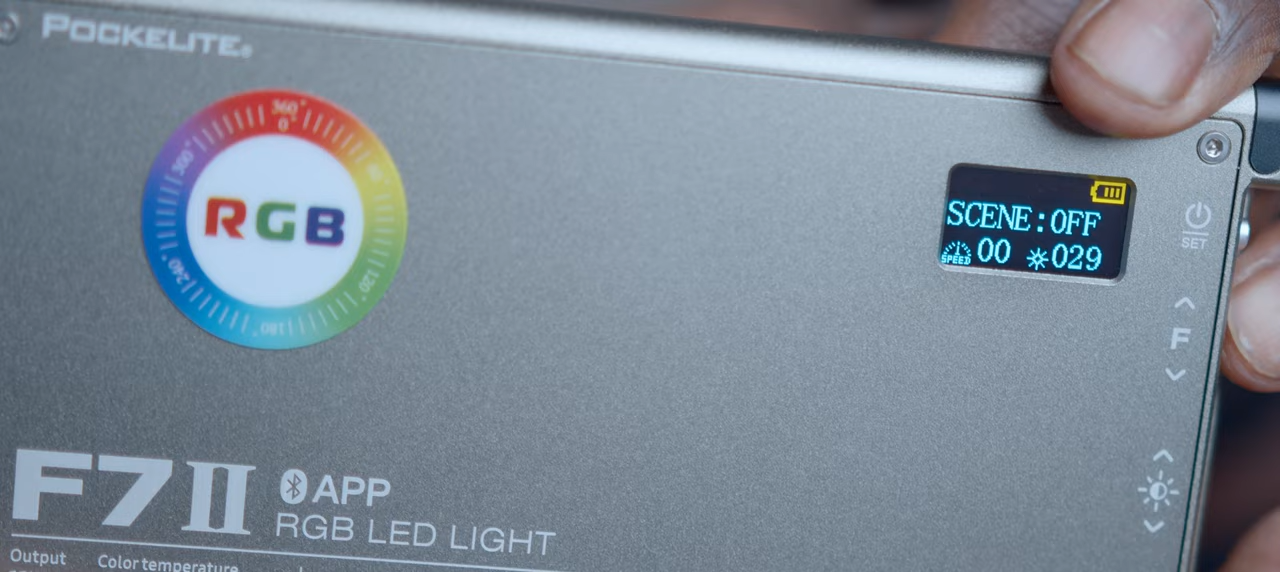 POCKELITE®
360°
0°
60°
300°
RGB
240°
120°
180°
SCENE:OFF
SPEED 00 029
SET
F
F7II APP
RGB LED LIGHT
Output Color temperature